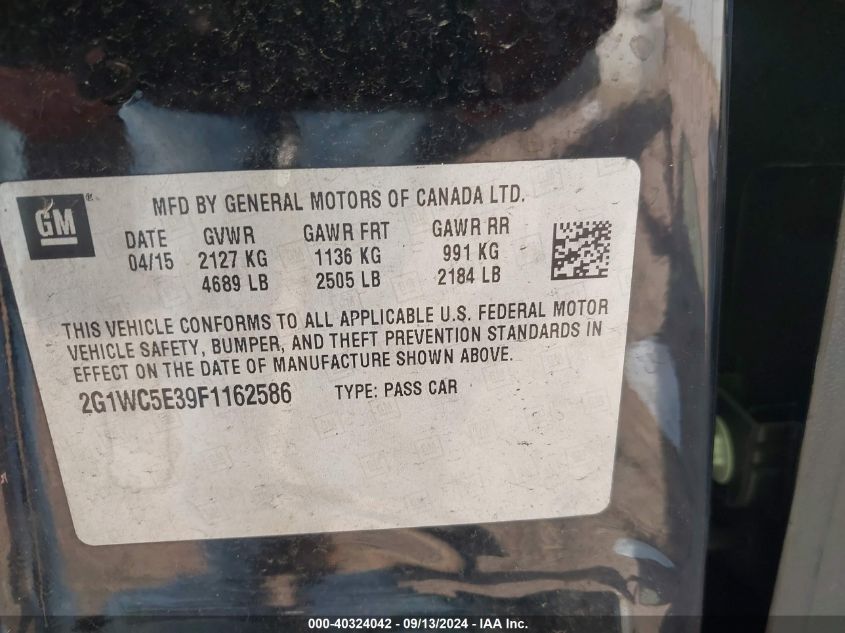 GM ®
MFD BY GENERAL MOTORS OF CANADA LTD.
DATE GVWR GAWR FRT GAWR RR
04/15 2127 KG 1136 KG 991 KG
4689 LB 2505 LB 2184 LB
THIS VEHICLE CONFORMS TO ALL APPLICABLE U.S. FEDERAL MOTOR
VEHICLE SAFETY, BUMPER, AND THEFT PREVENTION STANDARDS IN
EFFECT ON THE DATE OF MANUFACTURE SHOWN ABOVE.
2G1WC5E39F1162586 TYPE: PASS CAR
000-40324042 - 09/13/2024 - IAA Inc.